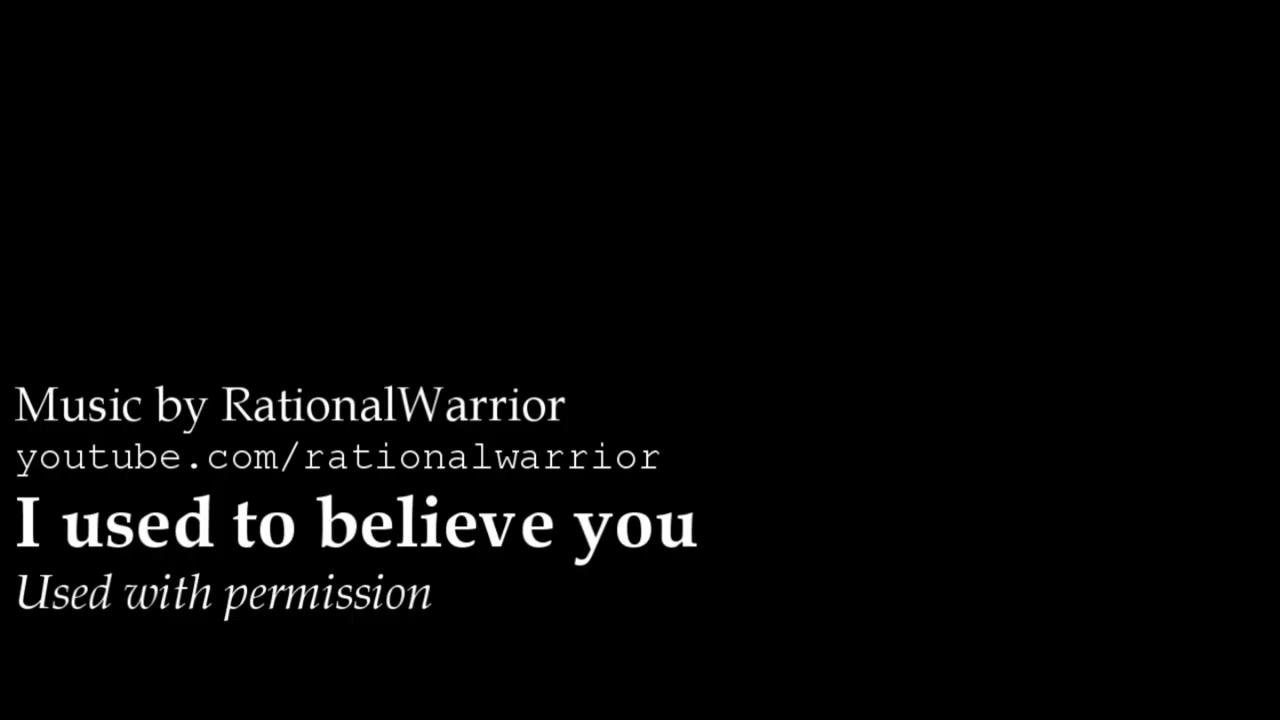 Music by RationalWarrior
youtube.com/rationalwarrior
I used to believe you
Used with permission